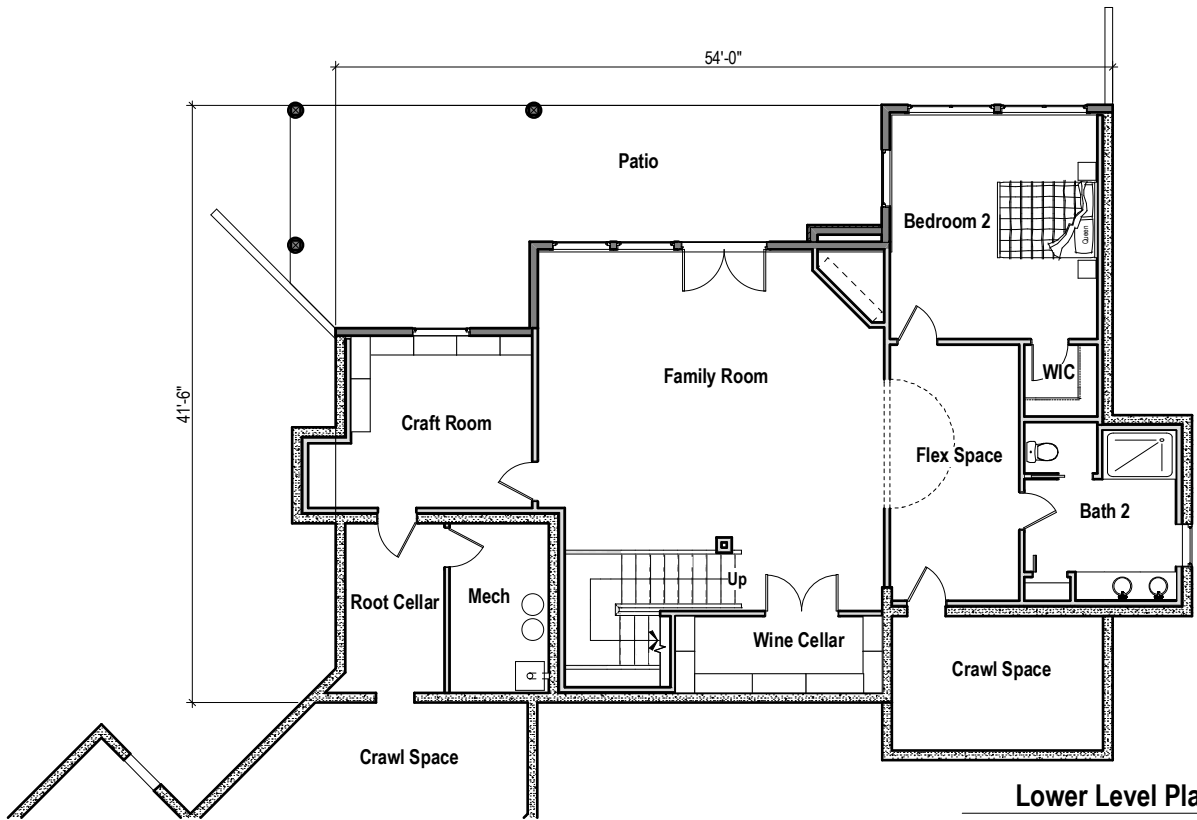 54'-0"
Patio
Bedroom 2
Queen
41'-6"
Family Room
WIC
Craft Room
Flex Space
Bath 2
Up
Mech
Root Cellar
Wine Cellar
Crawl Space
Crawl Space
Lower Level Pla